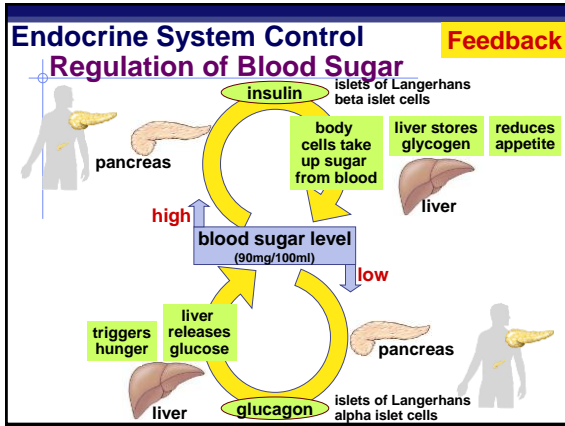 Endocrine System Control
Feedback
Regulation of Blood Sugar
insulin
islets of Langerhans
beta islet cells
pancreas
body
cells take
up sugar
from blood
liver stores
glycogen
reduces
appetite
liver
high
blood sugar level
(90mg/100ml)
low
triggers
hunger
liver
releases
glucose
pancreas
liver
glucagon
islets of Langerhans
alpha islet cells